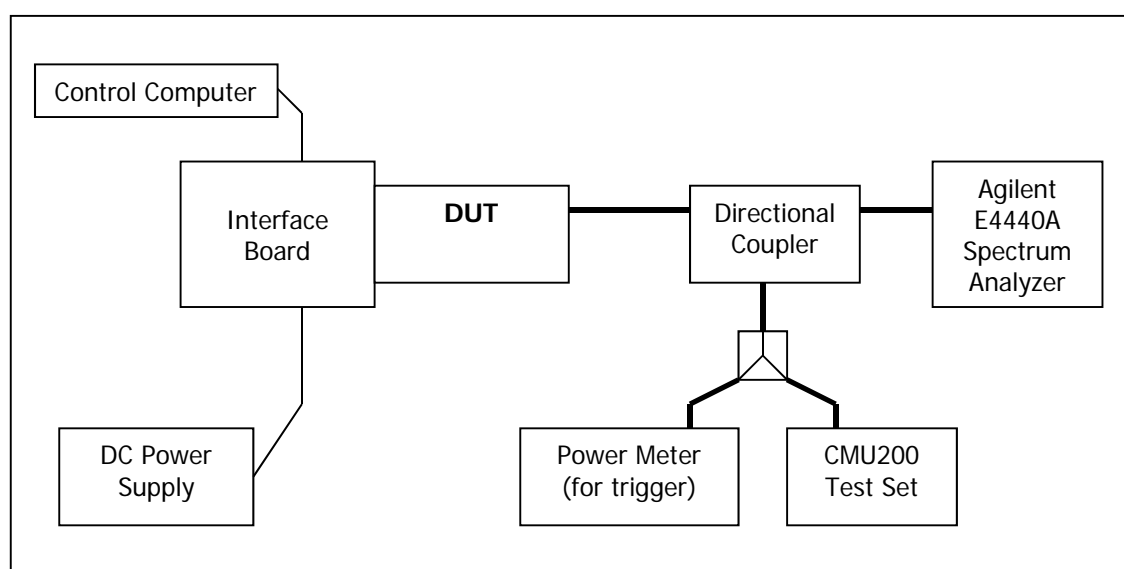 Control Computer
Interface
Board
DUT
Directional
Coupler
Agilent
E4440A
Spectrum
Analyzer
DC Power
Supply
Power Meter
(for trigger)
CMU200
Test Set